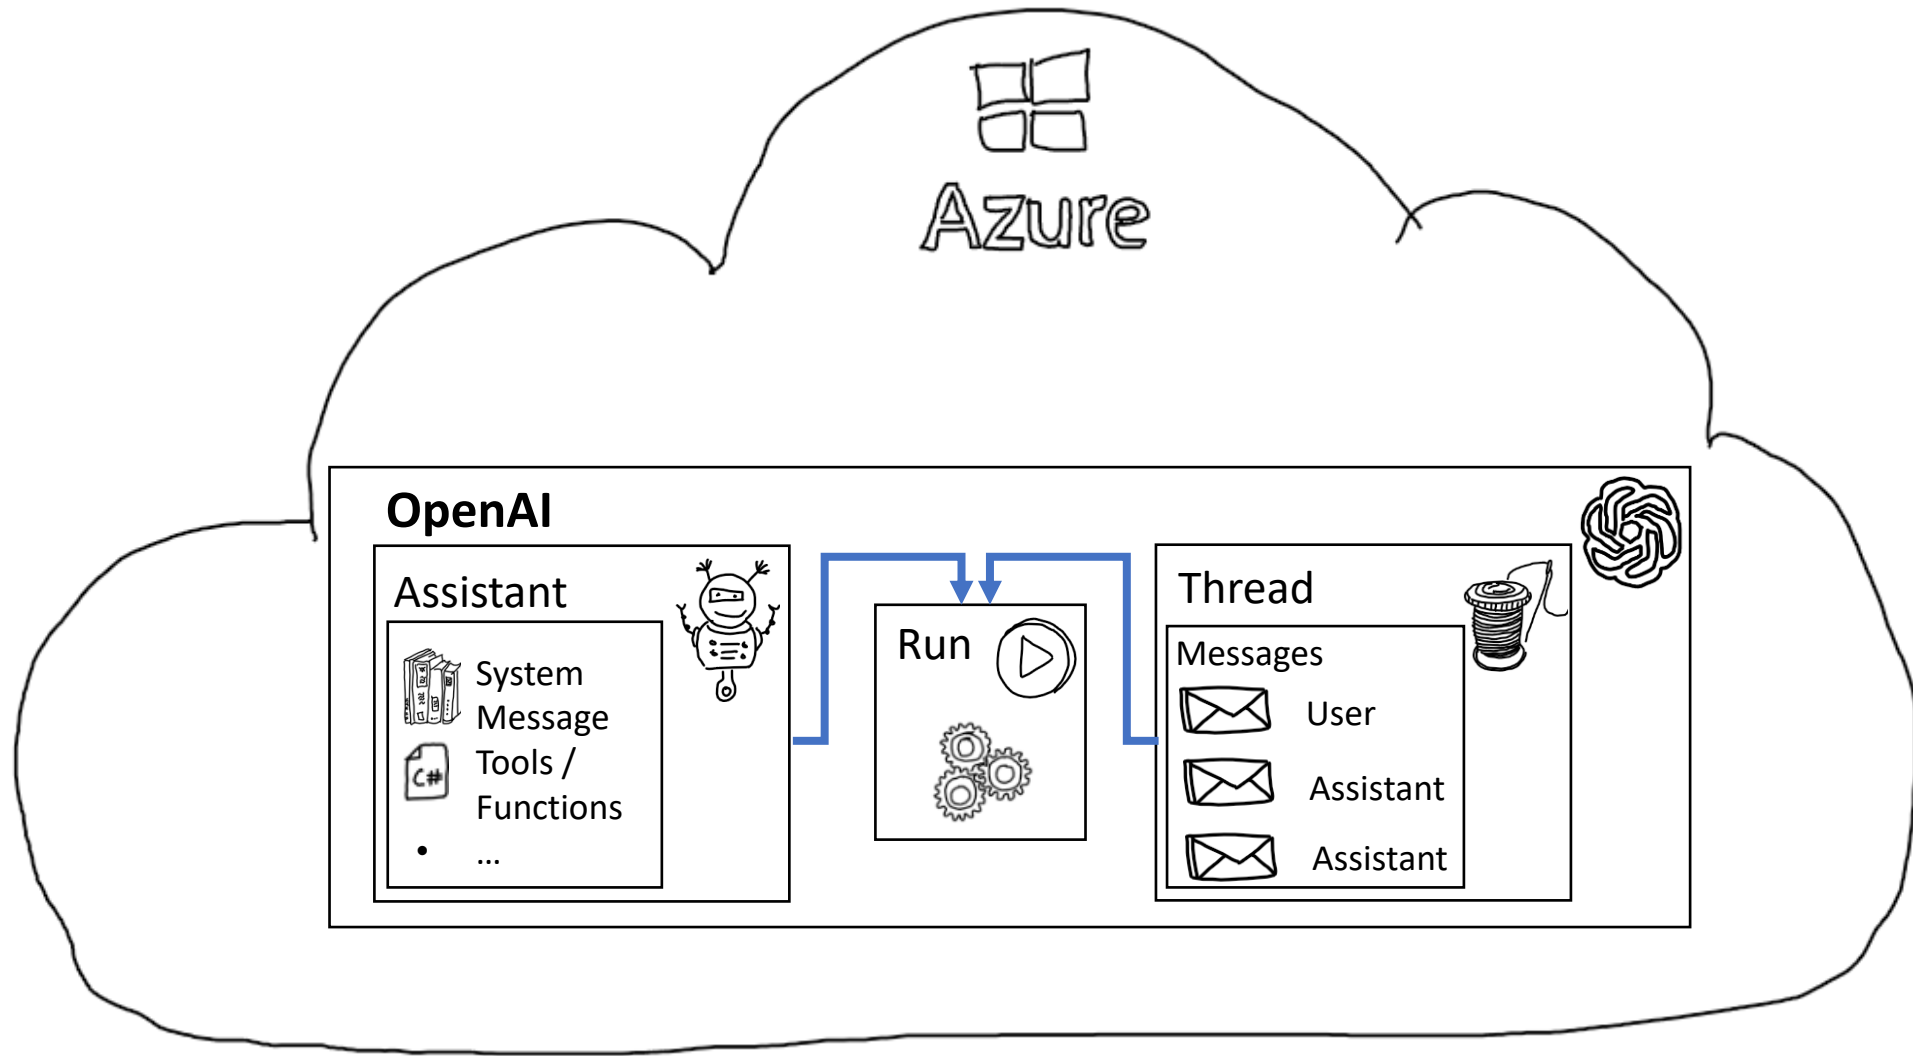 Azure
OpenAI
Assistant
System
Message
Tools /
Functions
• ...
C#
Run
Thread
Messages
User
Assistant
Assistant